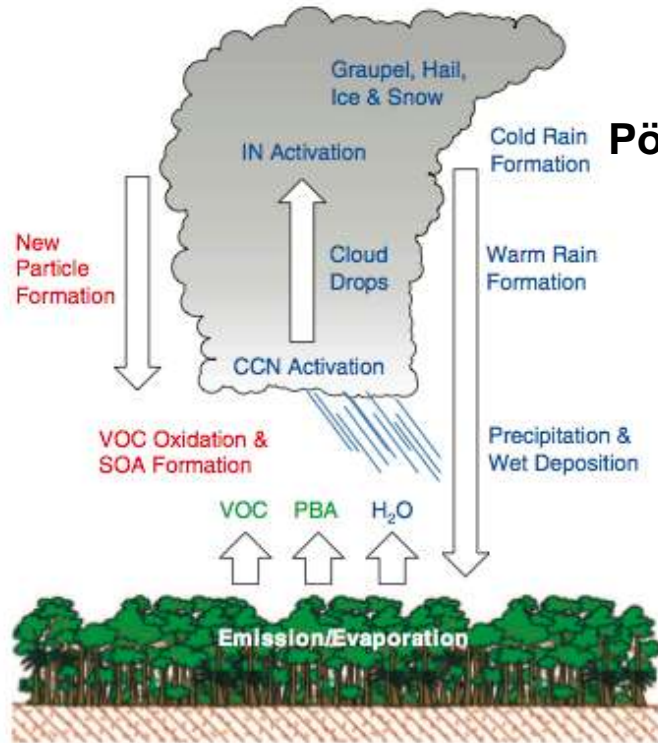 Graupel, Hail,
Ice & Snow
IN Activation
Cold Rain
Formation
Pö
New
Particle
Formation
Cloud
Drops
Warm Rain
Formation
CCN Activation
VOC Oxidation &
SOA Formation
Precipitation &
Wet Deposition
VOC PBA H₂O
Emission/Evaporation